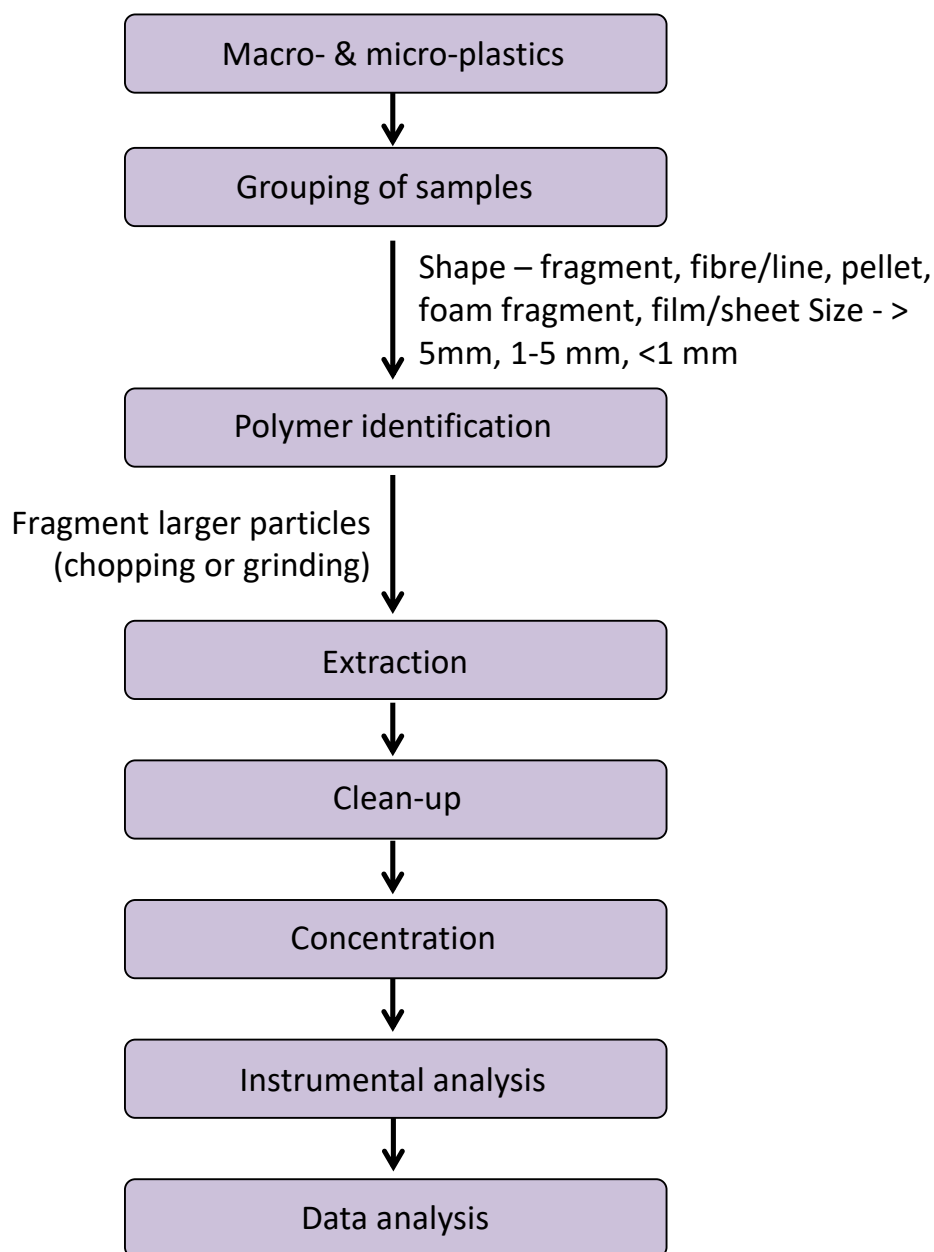 Macro- & micro-plastics
Grouping of samples
Shape – fragment, fibre/line, pellet,
foam fragment, film/sheet Size - >
5mm, 1-5 mm, <1 mm
Polymer identification
Fragment larger particles
(chopping or grinding)
Extraction
Clean-up
Concentration
Instrumental analysis
Data analysis